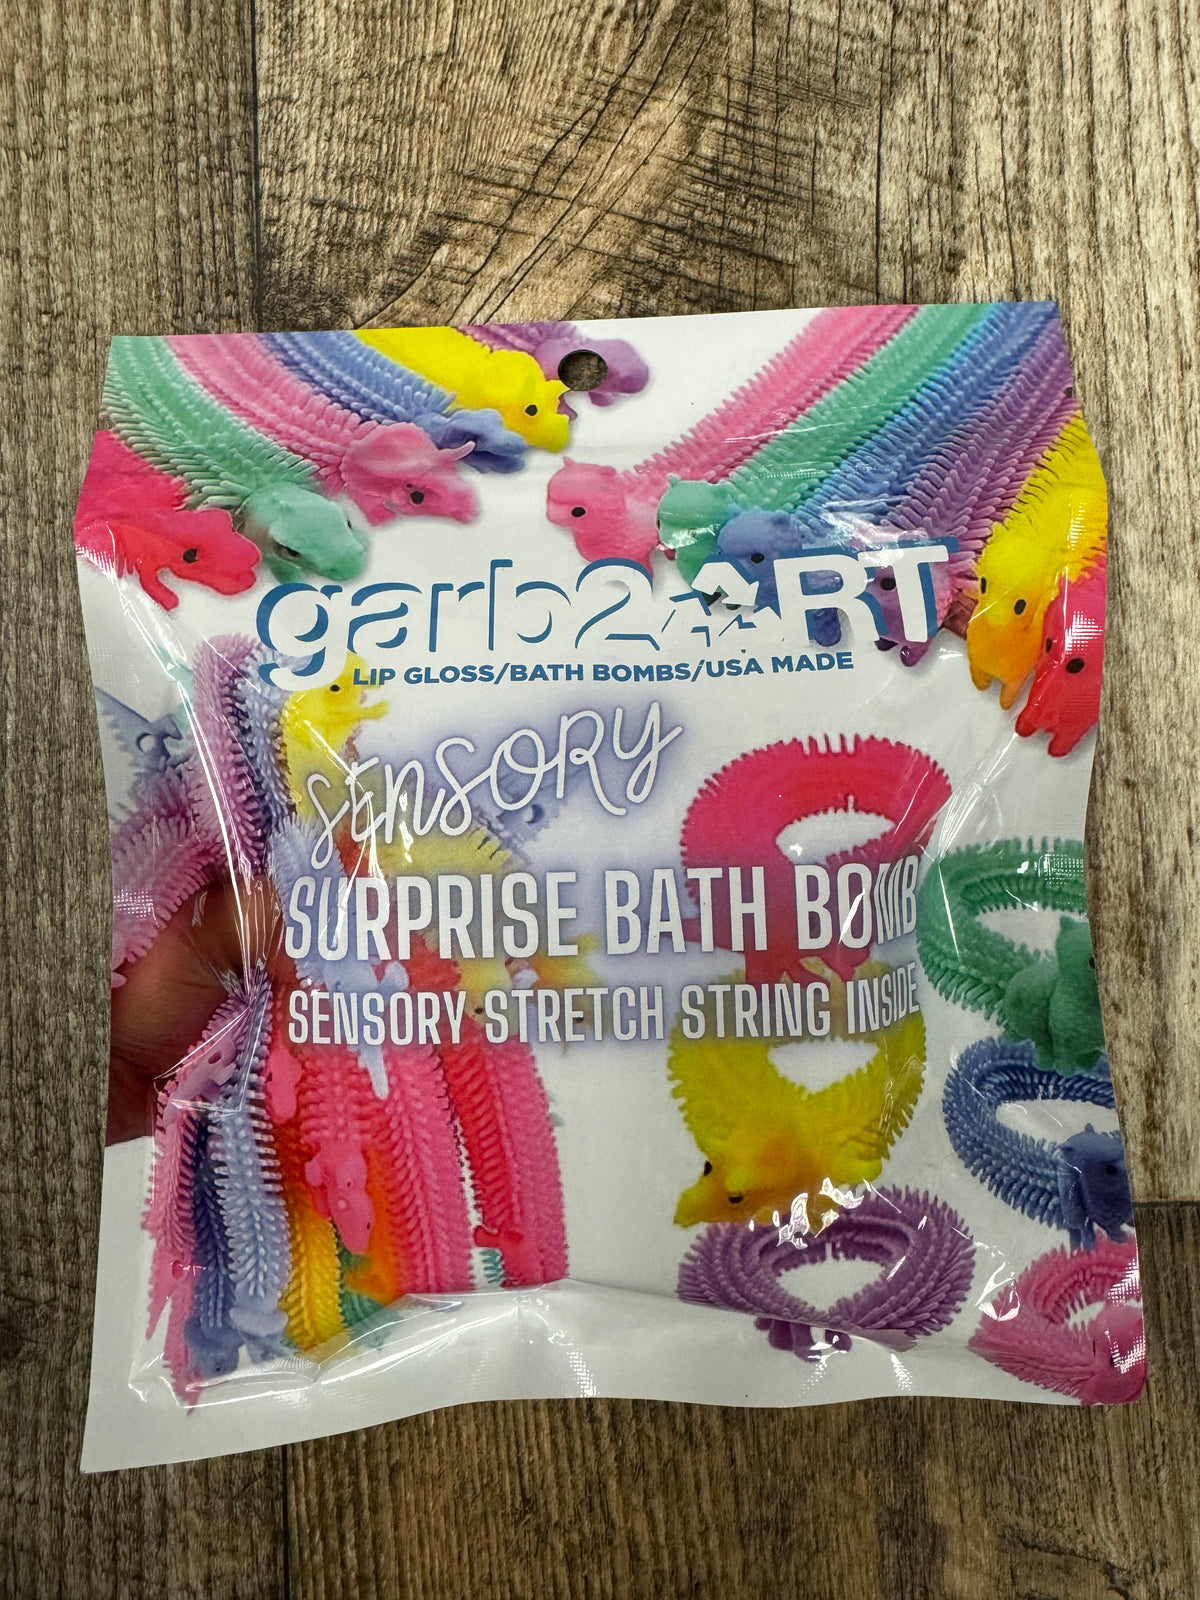 garb2ART
LIP GLOSS/BATH BOMBS/USA MADE
SENSORY
SURPRISE BATH BOMB
SENSORY STRETCH STRING INSIDE